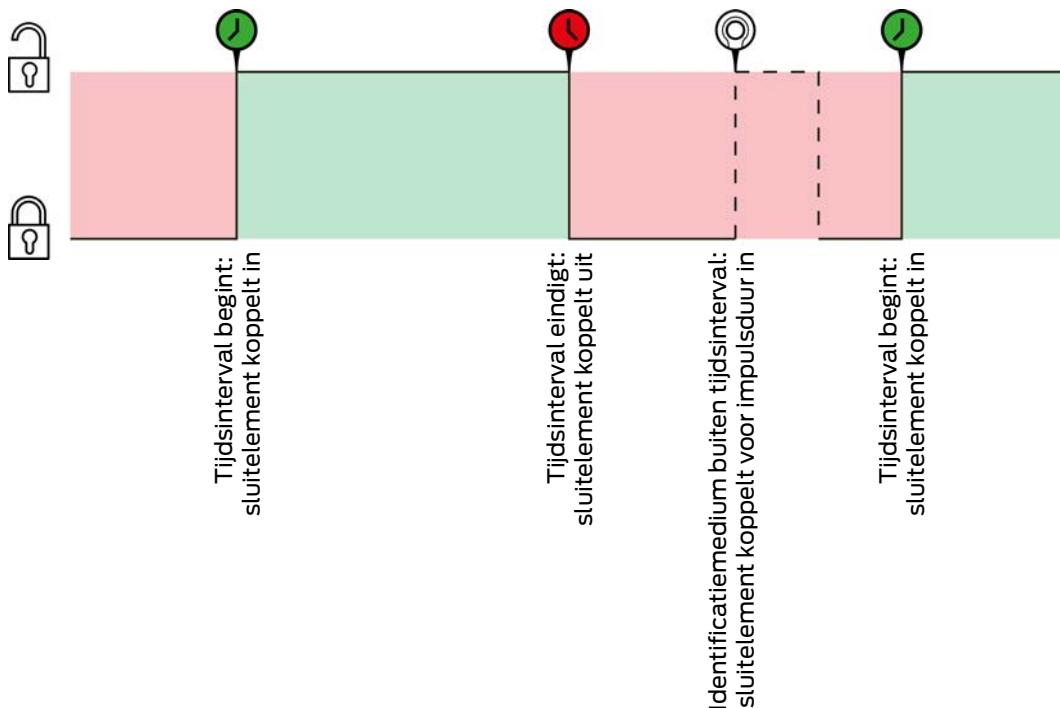 Tijdsinterval begint:
sluitelement koppelt in
Tijdsinterval eindigt:
sluitelement koppelt uit
Identificatiemedium buiten tijdsinterval:
sluitelement koppelt voor impulsduur in
Tijdsinterval begint:
sluitelement koppelt in